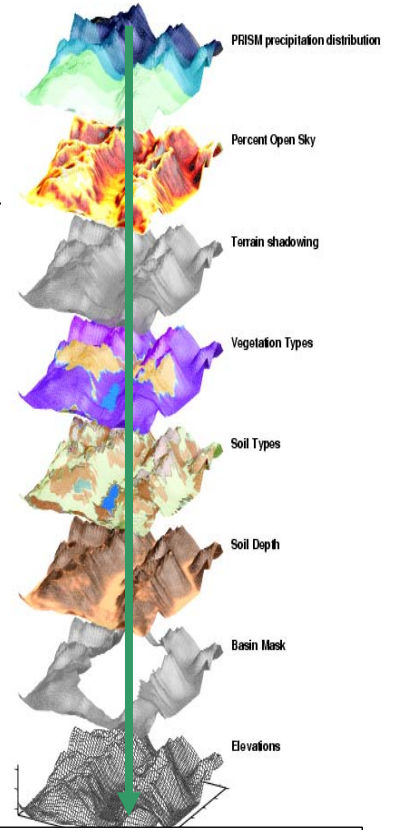 PRISM precipitation distribution
Percent Open Sky
Terrain shadowing
Vegetation Types
Soil Types
Soil Depth
Basin Mask
Elevations